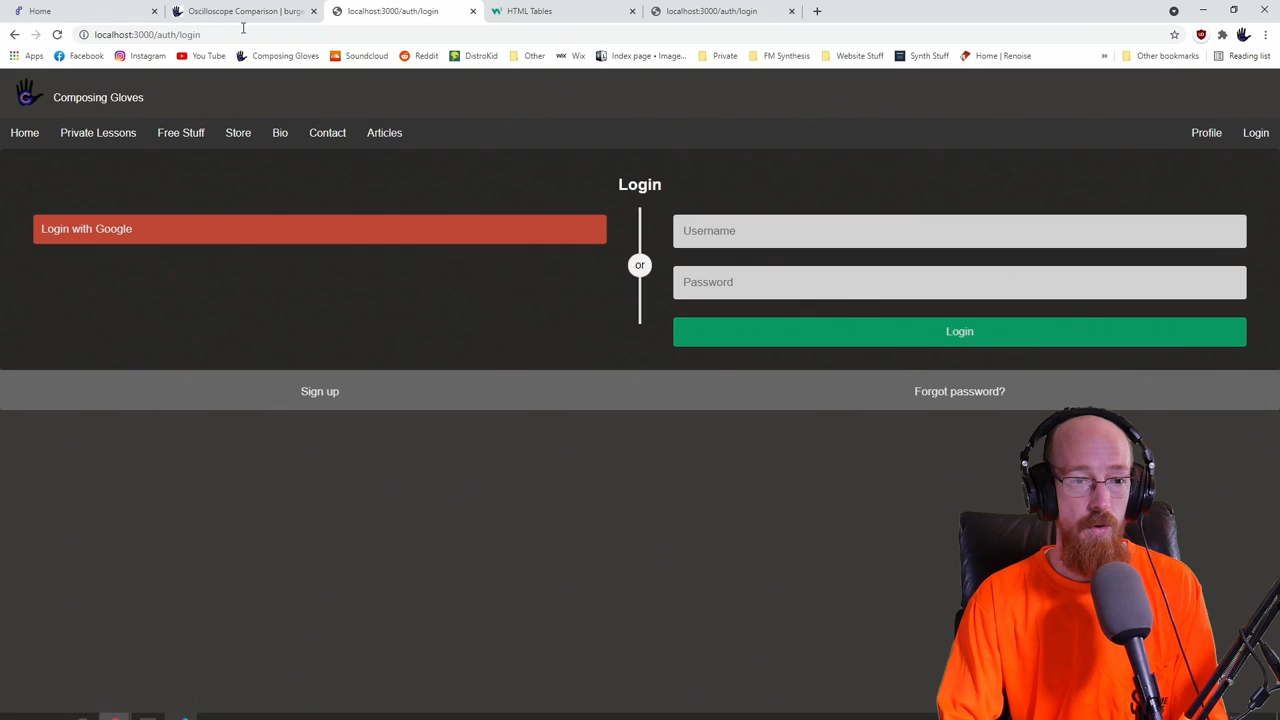 Home
Oscilloscope Comparison | burge
localhost:3000/auth/login
HTML Tables
localhost:3000/auth/login
localhost:3000/auth/login
Apps
Facebook
Instagram
You Tube
Composing Gloves
Soundcloud
Reddit
DistroKid
Other
WIX
Wix
Index page • Imag...
Private
FM Synthesis
Website Stuff
Synth Stuff
Home | Renoise
»
Other bookmarks
Reading list
Composing Gloves
Home
Private Lessons
Free Stuff
Store
Bio
Contact
Articles
Profile
Login
Login
Login with Google
or
Username
Password
Login
Sign up
Forgot password?